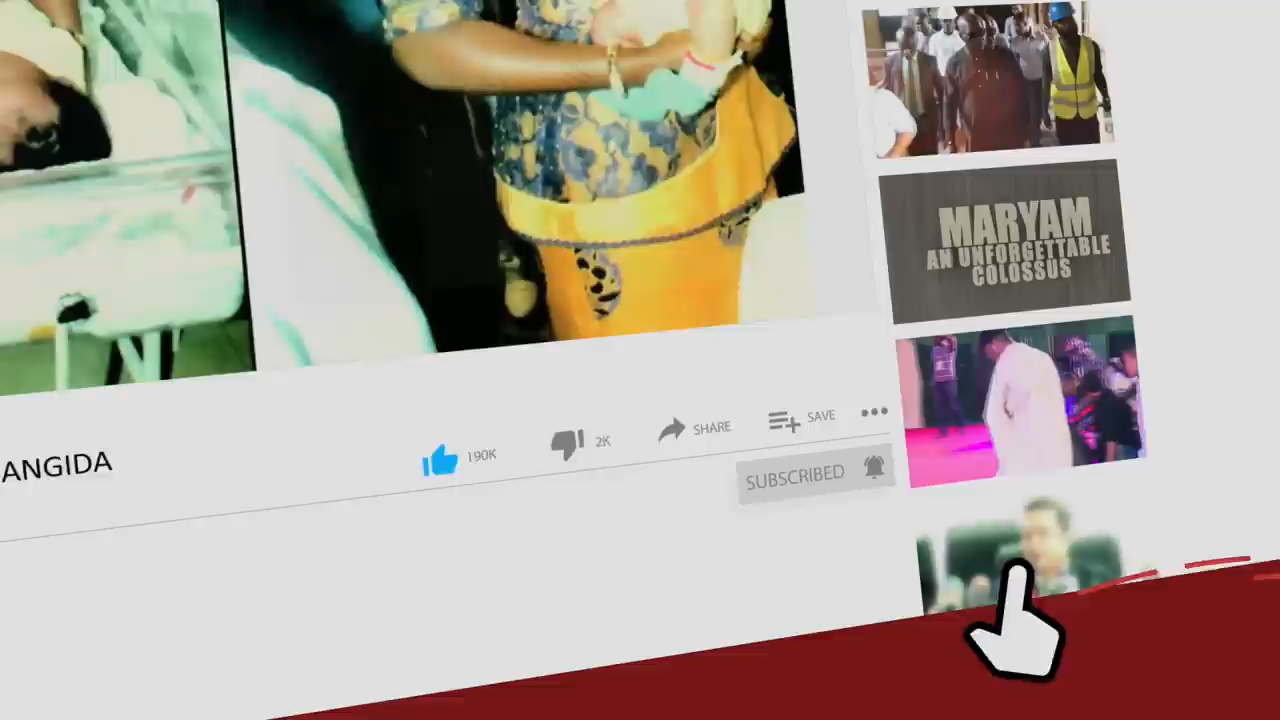 MARYAM
AN UNFORGETTABLE
COLOSSUS
ANGIDA
190K
2K
SHARE
SAVE
SUBSCRIBED